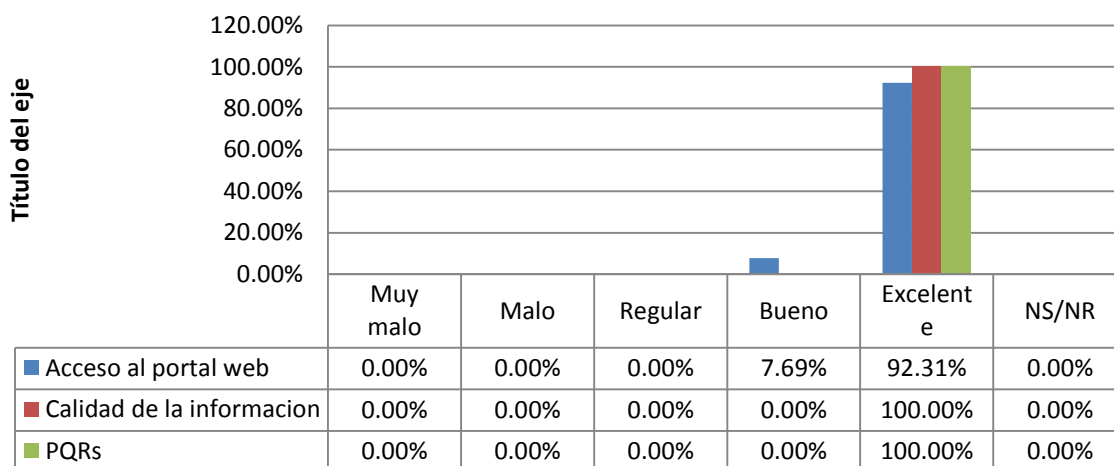 Título del eje
120.00%
100.00%
80.00%
60.00%
40.00%
20.00%
0.00%
Muy malo Malo Regular Bueno Excelente NS/NR
Acceso al portal web 0.00% 0.00% 0.00% 7.69% 92.31% 0.00%
Calidad de la informacion 0.00% 0.00% 0.00% 0.00% 100.00% 0.00%
PQRs 0.00% 0.00% 0.00% 0.00% 100.00% 0.00%